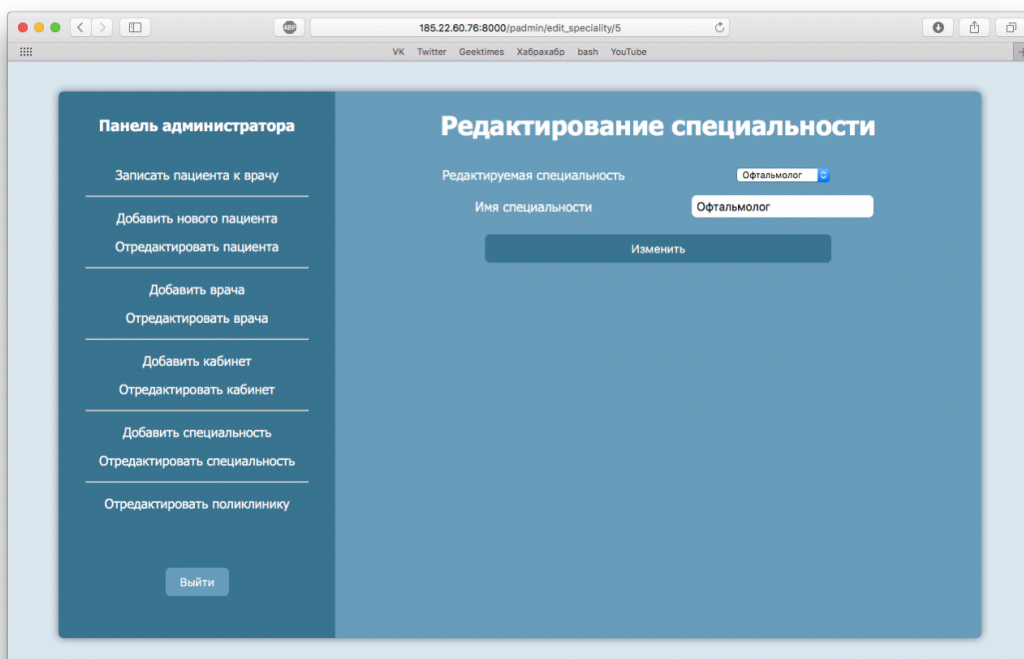 ABP
185.22.60.76:8000/padmin/edit_speciality/5
VK Twitter Geektimes Хабрахабр bash YouTube
Панель администратора
Записать пациента к врачу
Добавить нового пациента
Отредактировать пациента
Добавить врача
Отредактировать врача
Добавить кабинет
Отредактировать кабинет
Добавить специальность
Отредактировать специальность
Отредактировать поликлинику
Выйти
Редактирование специальности
Редактируемая специальность Офтальмолог
Имя специальности Офтальмолог
Изменить